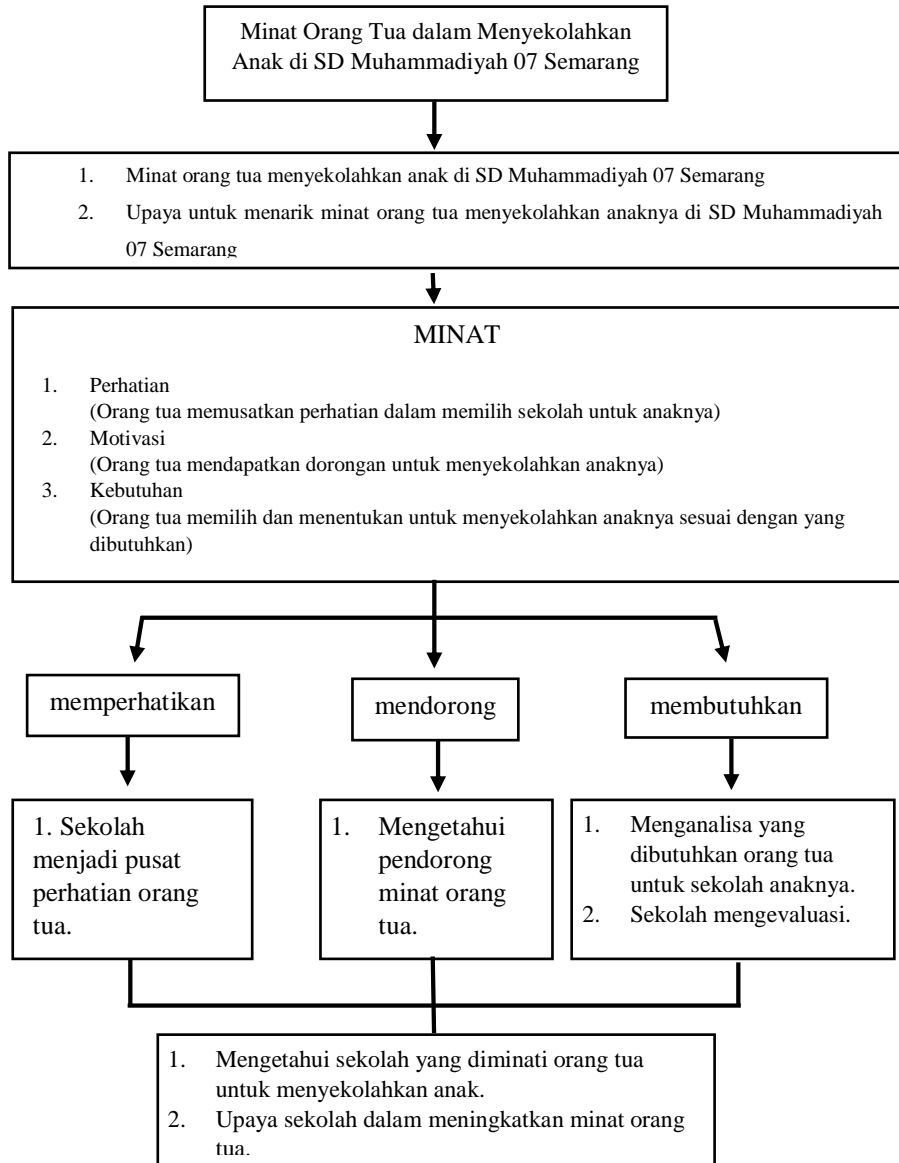 Minat Orang Tua dalam Menyekolahkan
Anak di SD Muhammadiyah 07 Semarang
1. Minat orang tua menyekolahkan anak di SD Muhammadiyah 07 Semarang
2. Upaya untuk menarik minat orang tua menyekolahkan anaknya di SD Muhammadiyah
07 Semarang
MINAT
1. Perhatian
(Orang tua memusatkan perhatian dalam memilih sekolah untuk anaknya)
2. Motivasi
(Orang tua mendapatkan dorongan untuk menyekolahkan anaknya)
3. Kebutuhan
(Orang tua memilih dan menentukan untuk menyekolahkan anaknya sesuai dengan yang
dibutuhkan)
memperhatikan
mendorong
membutuhkan
1. Sekolah
menjadi pusat
perhatian orang
tua.
1. Mengetahui
pendorong
minat orang
tua.
1. Menganalisa yang
dibutuhkan orang tua
untuk sekolah anaknya.
2. Sekolah mengevaluasi.
1. Mengetahui sekolah yang diminati orang tua
untuk menyekolahkan anak.
2. Upaya sekolah dalam meningkatkan minat orang
tua.